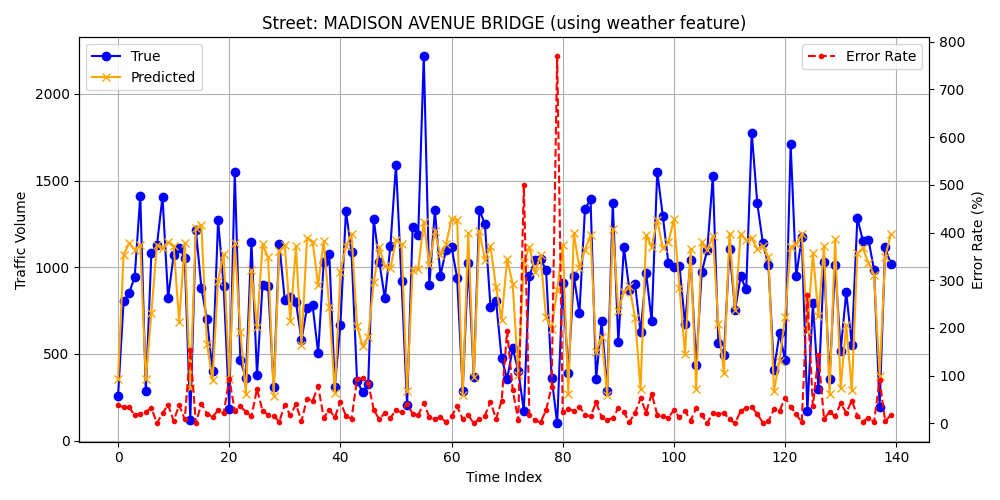 Street: MADISON AVENUE BRIDGE (using weather feature)
True
Predicted
Error Rate
Traffic Volume
2000
1500
1000
500
0
800
700
600
500
400
300
200
100
0
Error Rate (%)
0 20 40 60 80 100 120 140
Time Index